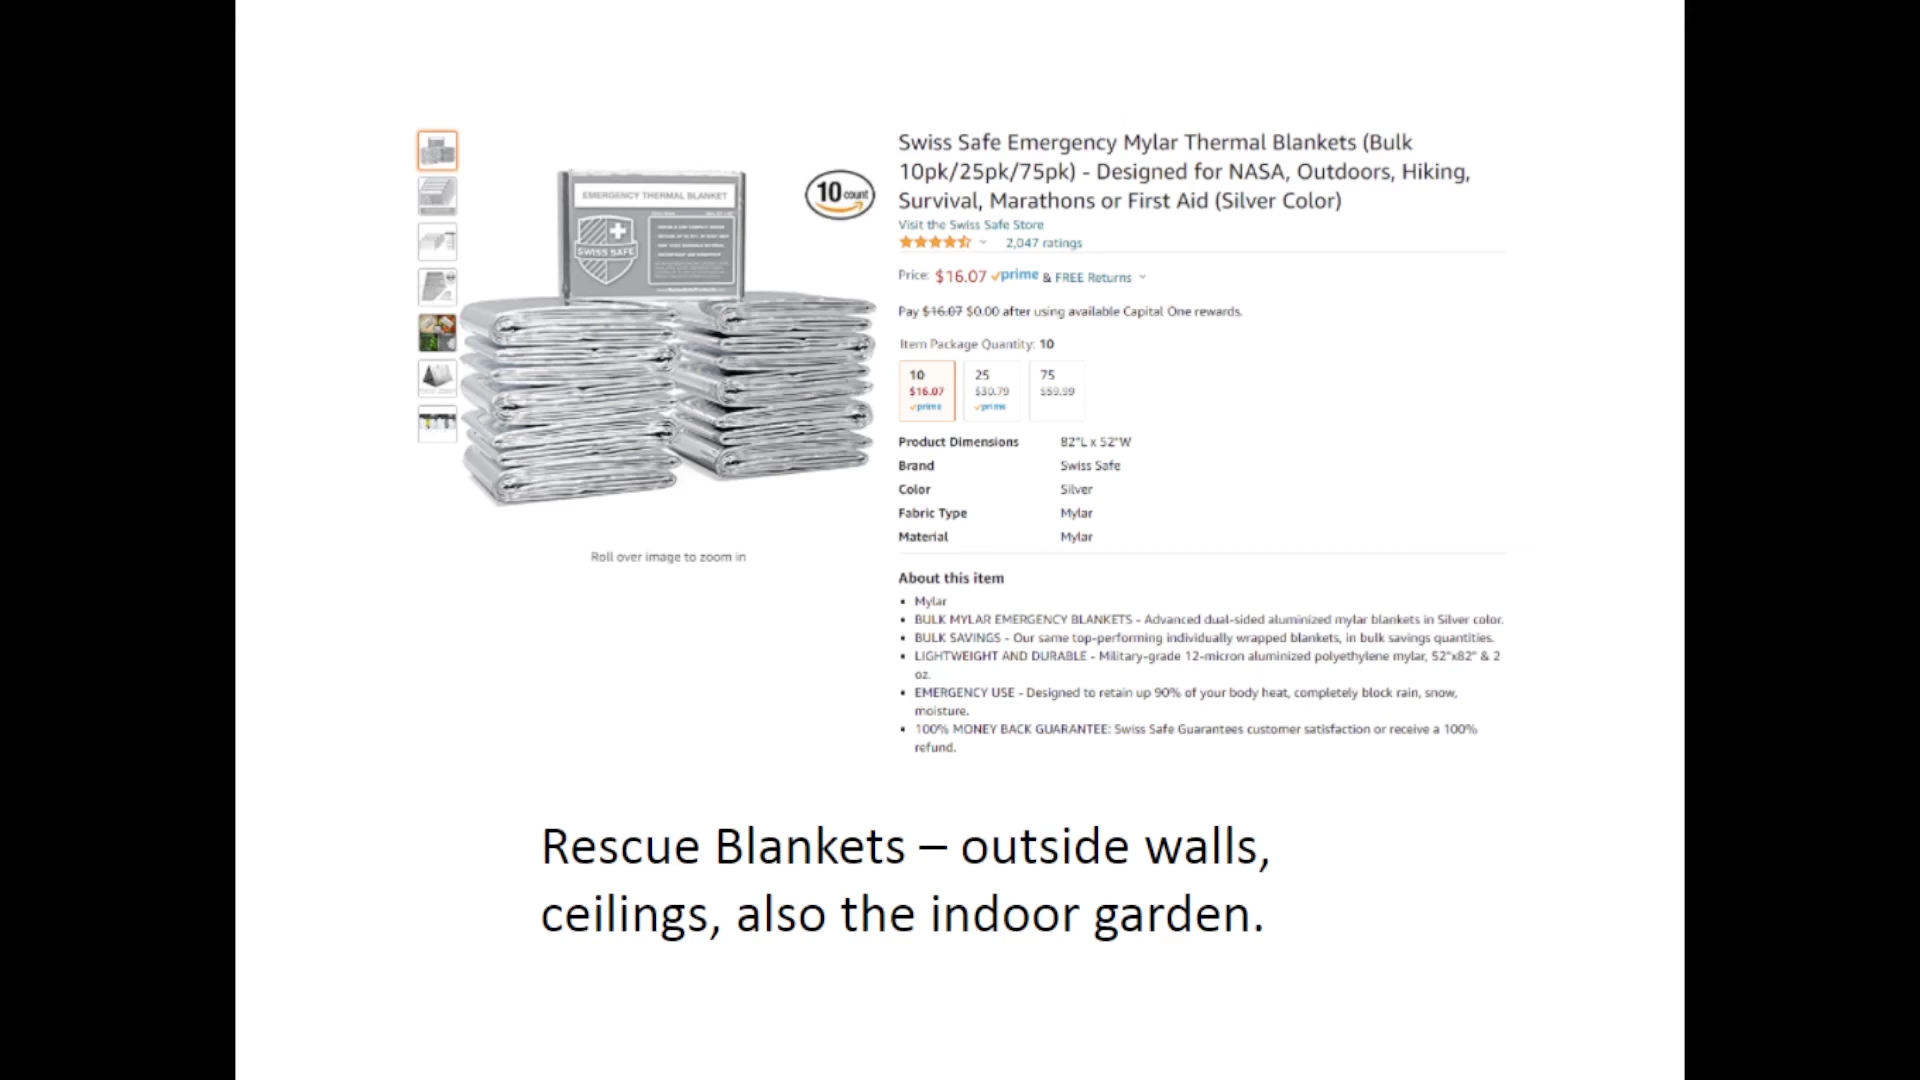 EMERGENCY THERMAL BLANKET
SWISS SAFE
10 count
Roll over image to zoom in
Swiss Safe Emergency Mylar Thermal Blankets (Bulk
10pk/25pk/75pk) - Designed for NASA, Outdoors, Hiking,
Survival, Marathons or First Aid (Silver Color)
Visit the Swiss Safe Store
2,047 ratings
Price: $16.07 prime & FREE Returns
Pay $16.07 $0.00 after using available Capital One rewards.
Item Package Quantity: 10
10 25 75
$16.07 $30.79 $59.99
prime prime
Product Dimensions 82"L x 52"W
Brand Swiss Safe
Color Silver
Fabric Type Mylar
Material Mylar
About this item
• Mylar
• BULK MYLAR EMERGENCY BLANKETS - Advanced dual-sided aluminized mylar blankets in Silver color.
• BULK SAVINGS - Our same top-performing individually wrapped blankets, in bulk savings quantities.
• LIGHTWEIGHT AND DURABLE - Military-grade 12-micron aluminized polyethylene mylar, 52"x82" & 2
oz.
• EMERGENCY USE - Designed to retain up 90% of your body heat, completely block rain, snow,
moisture.
• 100% MONEY BACK GUARANTEE: Swiss Safe Guarantees customer satisfaction or receive a 100%
refund.
Rescue Blankets – outside walls,
ceilings, also the indoor garden.